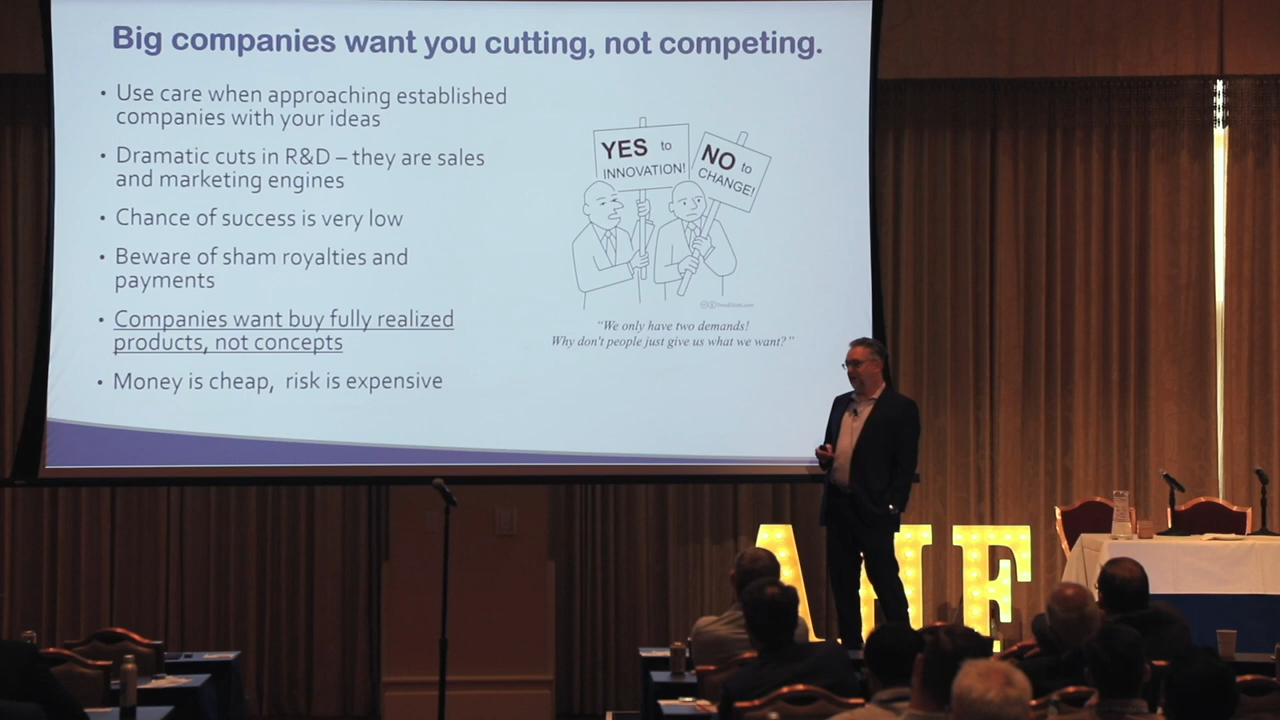 Big companies want you cutting, not competing.
• Use care when approaching established
companies with your ideas
• Dramatic cuts in R&D – they are sales
and marketing engines
• Chance of success is very low
• Beware of sham royalties and
payments
• Companies want buy fully realized
products, not concepts
• Money is cheap, risk is expensive
YES to
INNOVATION!
NO to
CHANGE!
"We only have two demands!
Why don't people just give us what we want?"